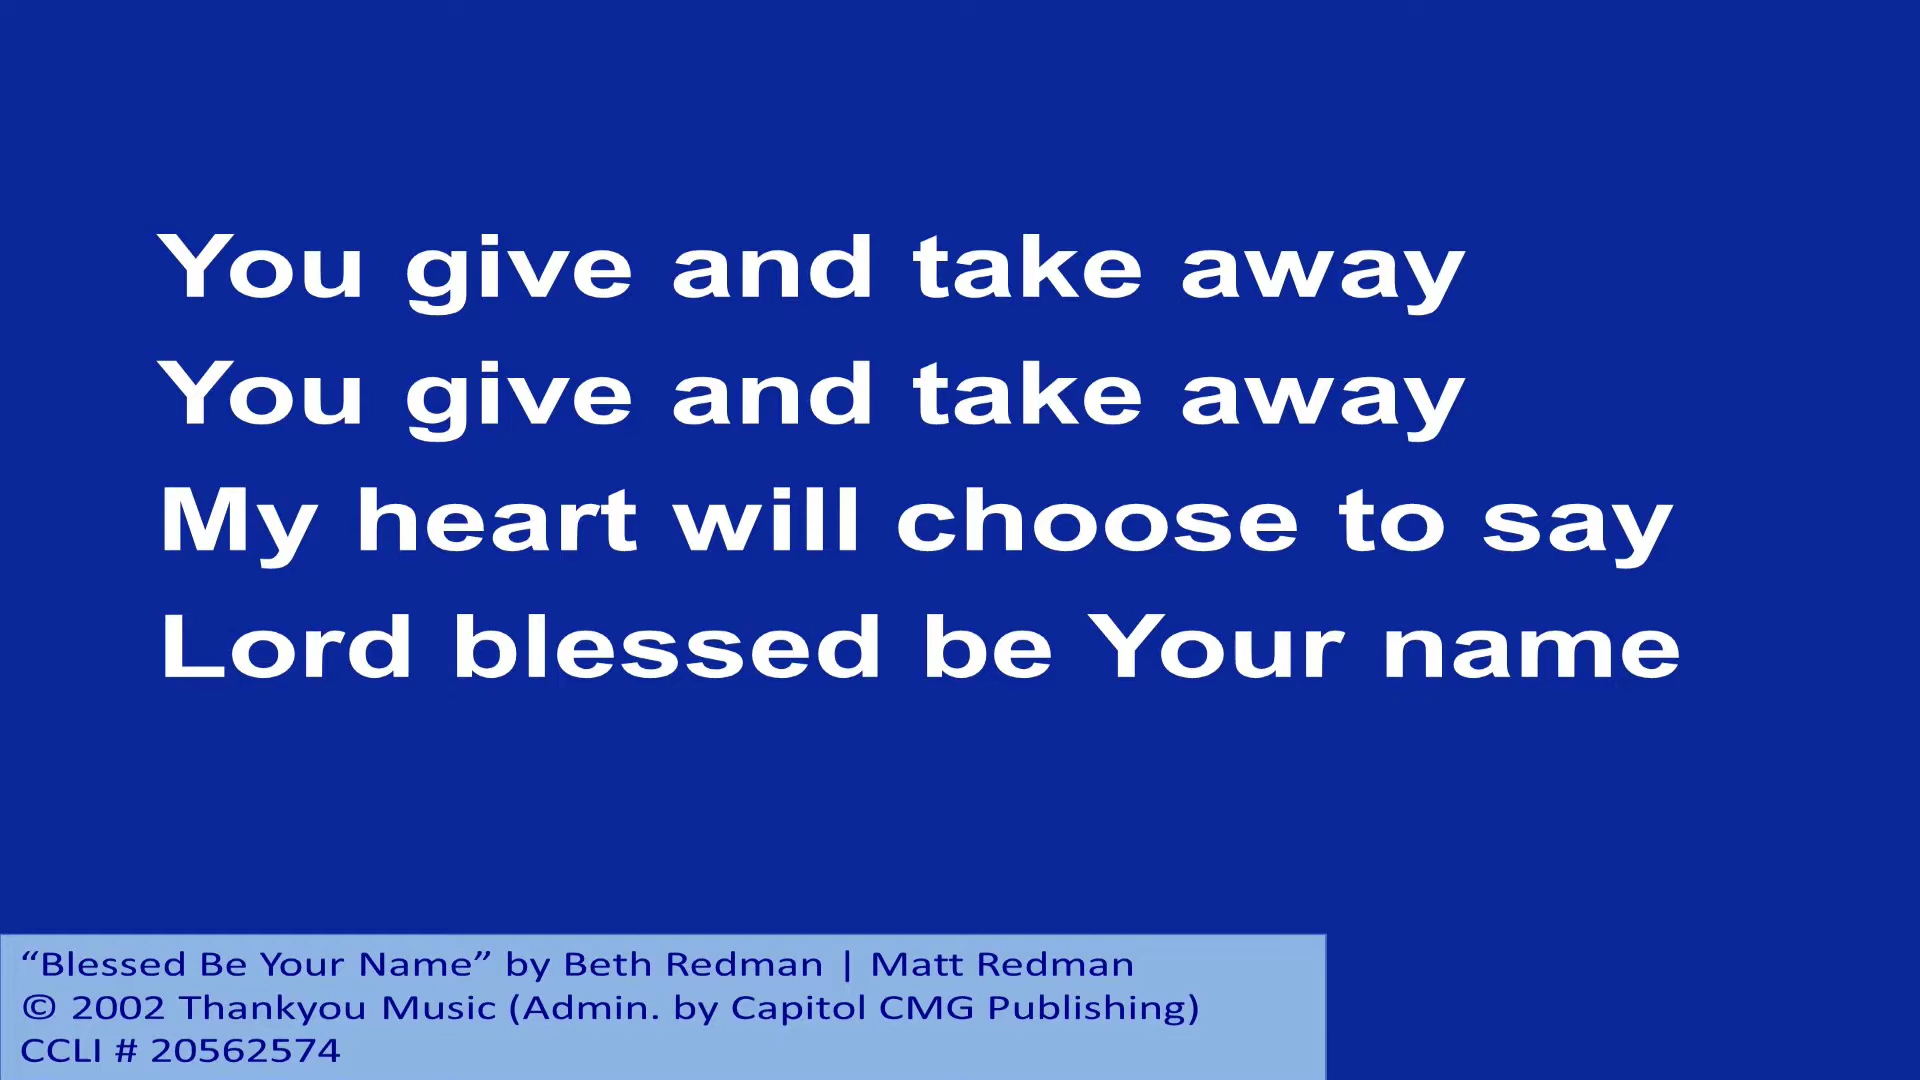 You give and take away
You give and take away
My heart will choose to say
Lord blessed be Your name
“Blessed Be Your Name” by Beth Redman | Matt Redman
© 2002 Thankyou Music (Admin. by Capitol CMG Publishing)
CCLI # 20562574